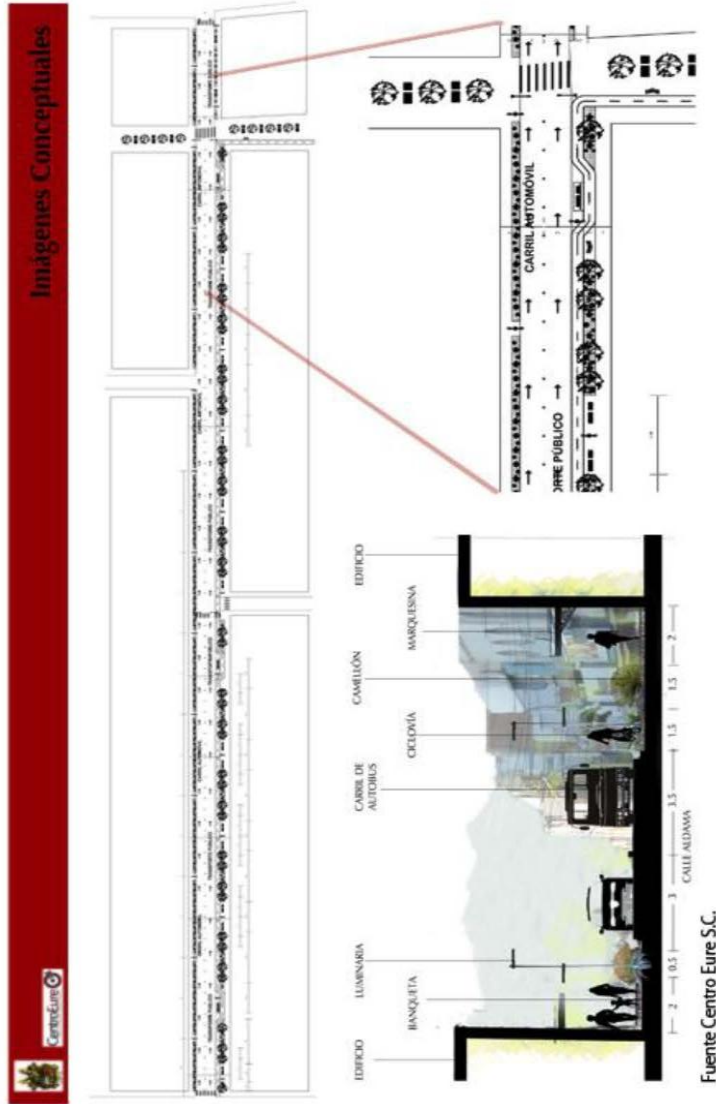 Imágenes Conceptuales
CentroEure
CARRIL AUTOMÓVIL
ORTE PÚBLICO
EDIFICIO
BANQUETA
LUMINARIA
CARRIL DE
AUTOBUS
CICLOVÍA
CAMELLÓN
MARQUESINA
EDIFICIO
2
0.5
3
3.5
1.5
1.5
2
CALLE ALDAMA
Fuente Centro Eure S.C.